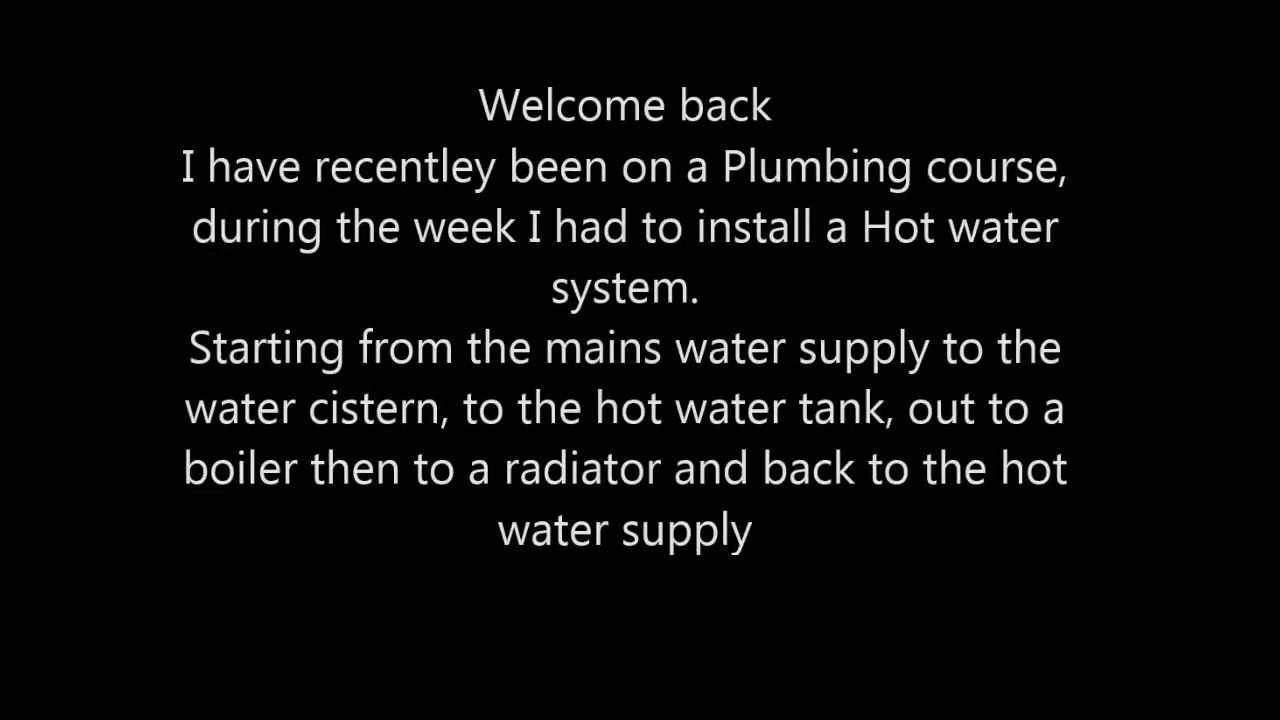 Welcome back
I have recentley been on a Plumbing course,
during the week I had to install a Hot water
system.
Starting from the mains water supply to the
water cistern, to the hot water tank, out to a
boiler then to a radiator and back to the hot
water supply